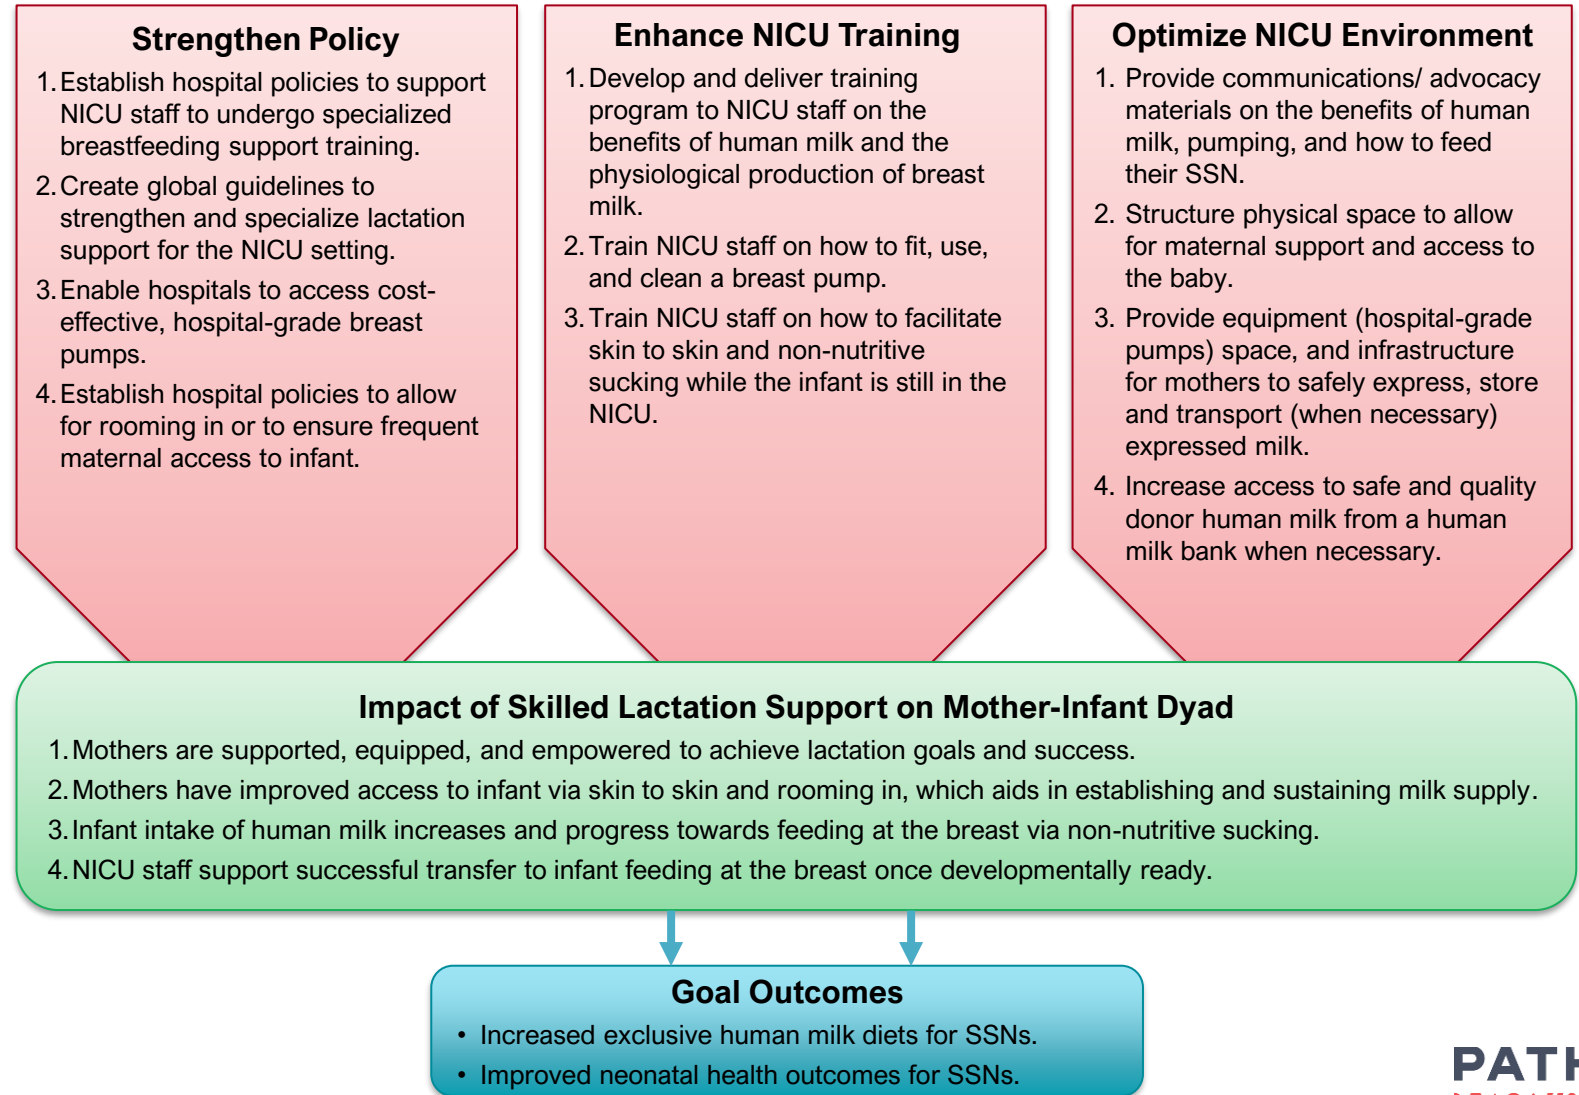 Strengthen Policy
1. Establish hospital policies to support
NICU staff to undergo specialized
breastfeeding support training.
2. Create global guidelines to
strengthen and specialize lactation
support for the NICU setting.
3. Enable hospitals to access cost-
effective, hospital-grade breast
pumps.
4. Establish hospital policies to allow
for rooming in or to ensure frequent
maternal access to infant.
Enhance NICU Training
1. Develop and deliver training
program to NICU staff on the
benefits of human milk and the
physiological production of breast
milk.
2. Train NICU staff on how to fit, use,
and clean a breast pump.
3. Train NICU staff on how to facilitate
skin to skin and non-nutritive
sucking while the infant is still in the
NICU.
Optimize NICU Environment
1. Provide communications/ advocacy
materials on the benefits of human
milk, pumping, and how to feed
their SSN.
2. Structure physical space to allow
for maternal support and access to
the baby.
3. Provide equipment (hospital-grade
pumps) space, and infrastructure
for mothers to safely express, store
and transport (when necessary)
expressed milk.
4. Increase access to safe and quality
donor human milk from a human
milk bank when necessary.
Impact of Skilled Lactation Support on Mother-Infant Dyad
1. Mothers are supported, equipped, and empowered to achieve lactation goals and success.
2. Mothers have improved access to infant via skin to skin and rooming in, which aids in establishing and sustaining milk supply.
3. Infant intake of human milk increases and progress towards feeding at the breast via non-nutritive sucking.
4. NICU staff support successful transfer to infant feeding at the breast once developmentally ready.
Goal Outcomes
• Increased exclusive human milk diets for SSNs.
• Improved neonatal health outcomes for SSNs.
PATH